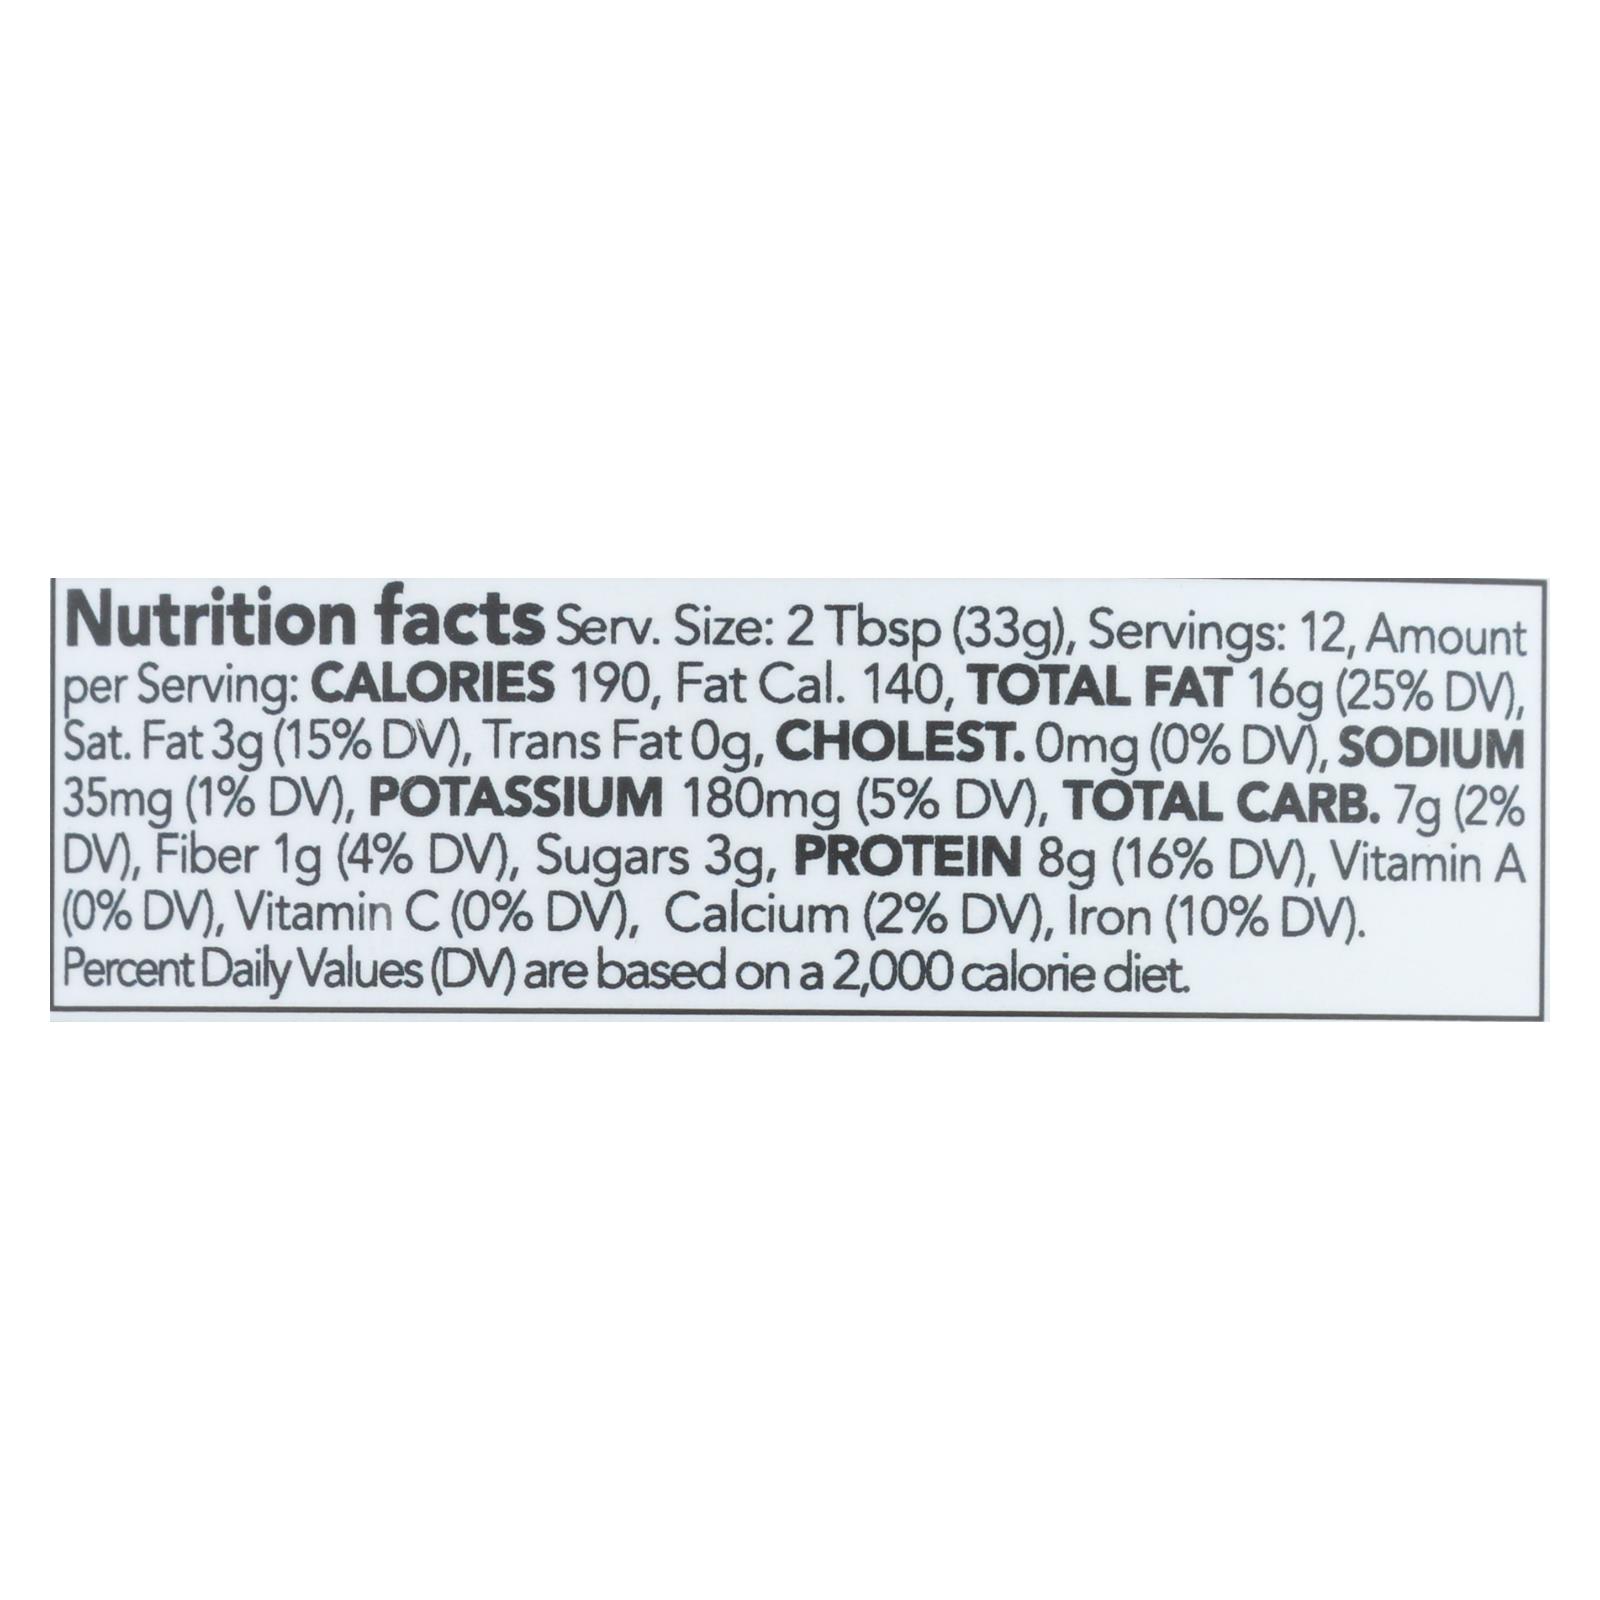 Nutrition facts Serv. Size: 2 Tbsp (33g), Servings: 12, Amount
per Serving: CALORIES 190, Fat Cal. 140, TOTAL FAT 16g (25% DV),
Sat. Fat 3g (15% DV), Trans Fat 0g, CHOLEST. 0mg (0% DV), SODIUM
35mg (1% DV), POTASSIUM 180mg (5% DV), TOTAL CARB. 7g (2%
DV), Fiber 1g (4% DV), Sugars 3g, PROTEIN 8g (16% DV), Vitamin A
(0% DV), Vitamin C (0% DV), Calcium (2% DV), Iron (10% DV).
Percent Daily Values (DV) are based on a 2,000 calorie diet.